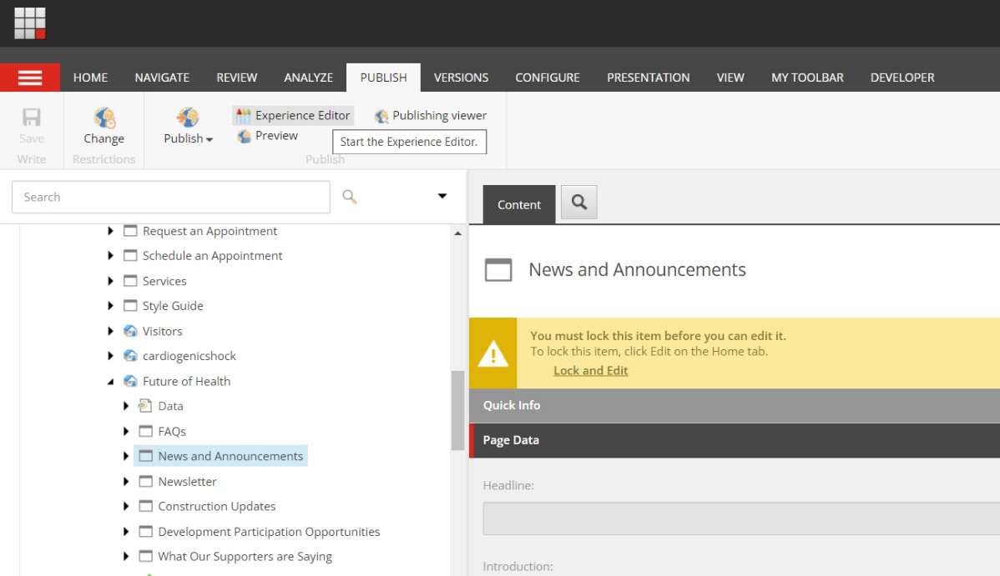 HOME NAVIGATE REVIEW ANALYZE PUBLISH VERSIONS CONFIGURE PRESENTATION VIEW MY TOOLBAR DEVELOPER
Experience Editor Publishing viewer
Save Change Publish Preview Start the Experience Editor.
Write Restrictions Publish
Search
Content
Request an Appointment
Schedule an Appointment
Services
Style Guide
Visitors
cardiogenicshock
Future of Health
Data
FAQs
News and Announcements
Newsletter
Construction Updates
Development Participation Opportunities
What Our Supporters are Saying
News and Announcements
You must lock this item before you can edit it.
To lock this item, click Edit on the Home tab.
Lock and Edit
Quick Info
Page Data
Headline:
Introduction: